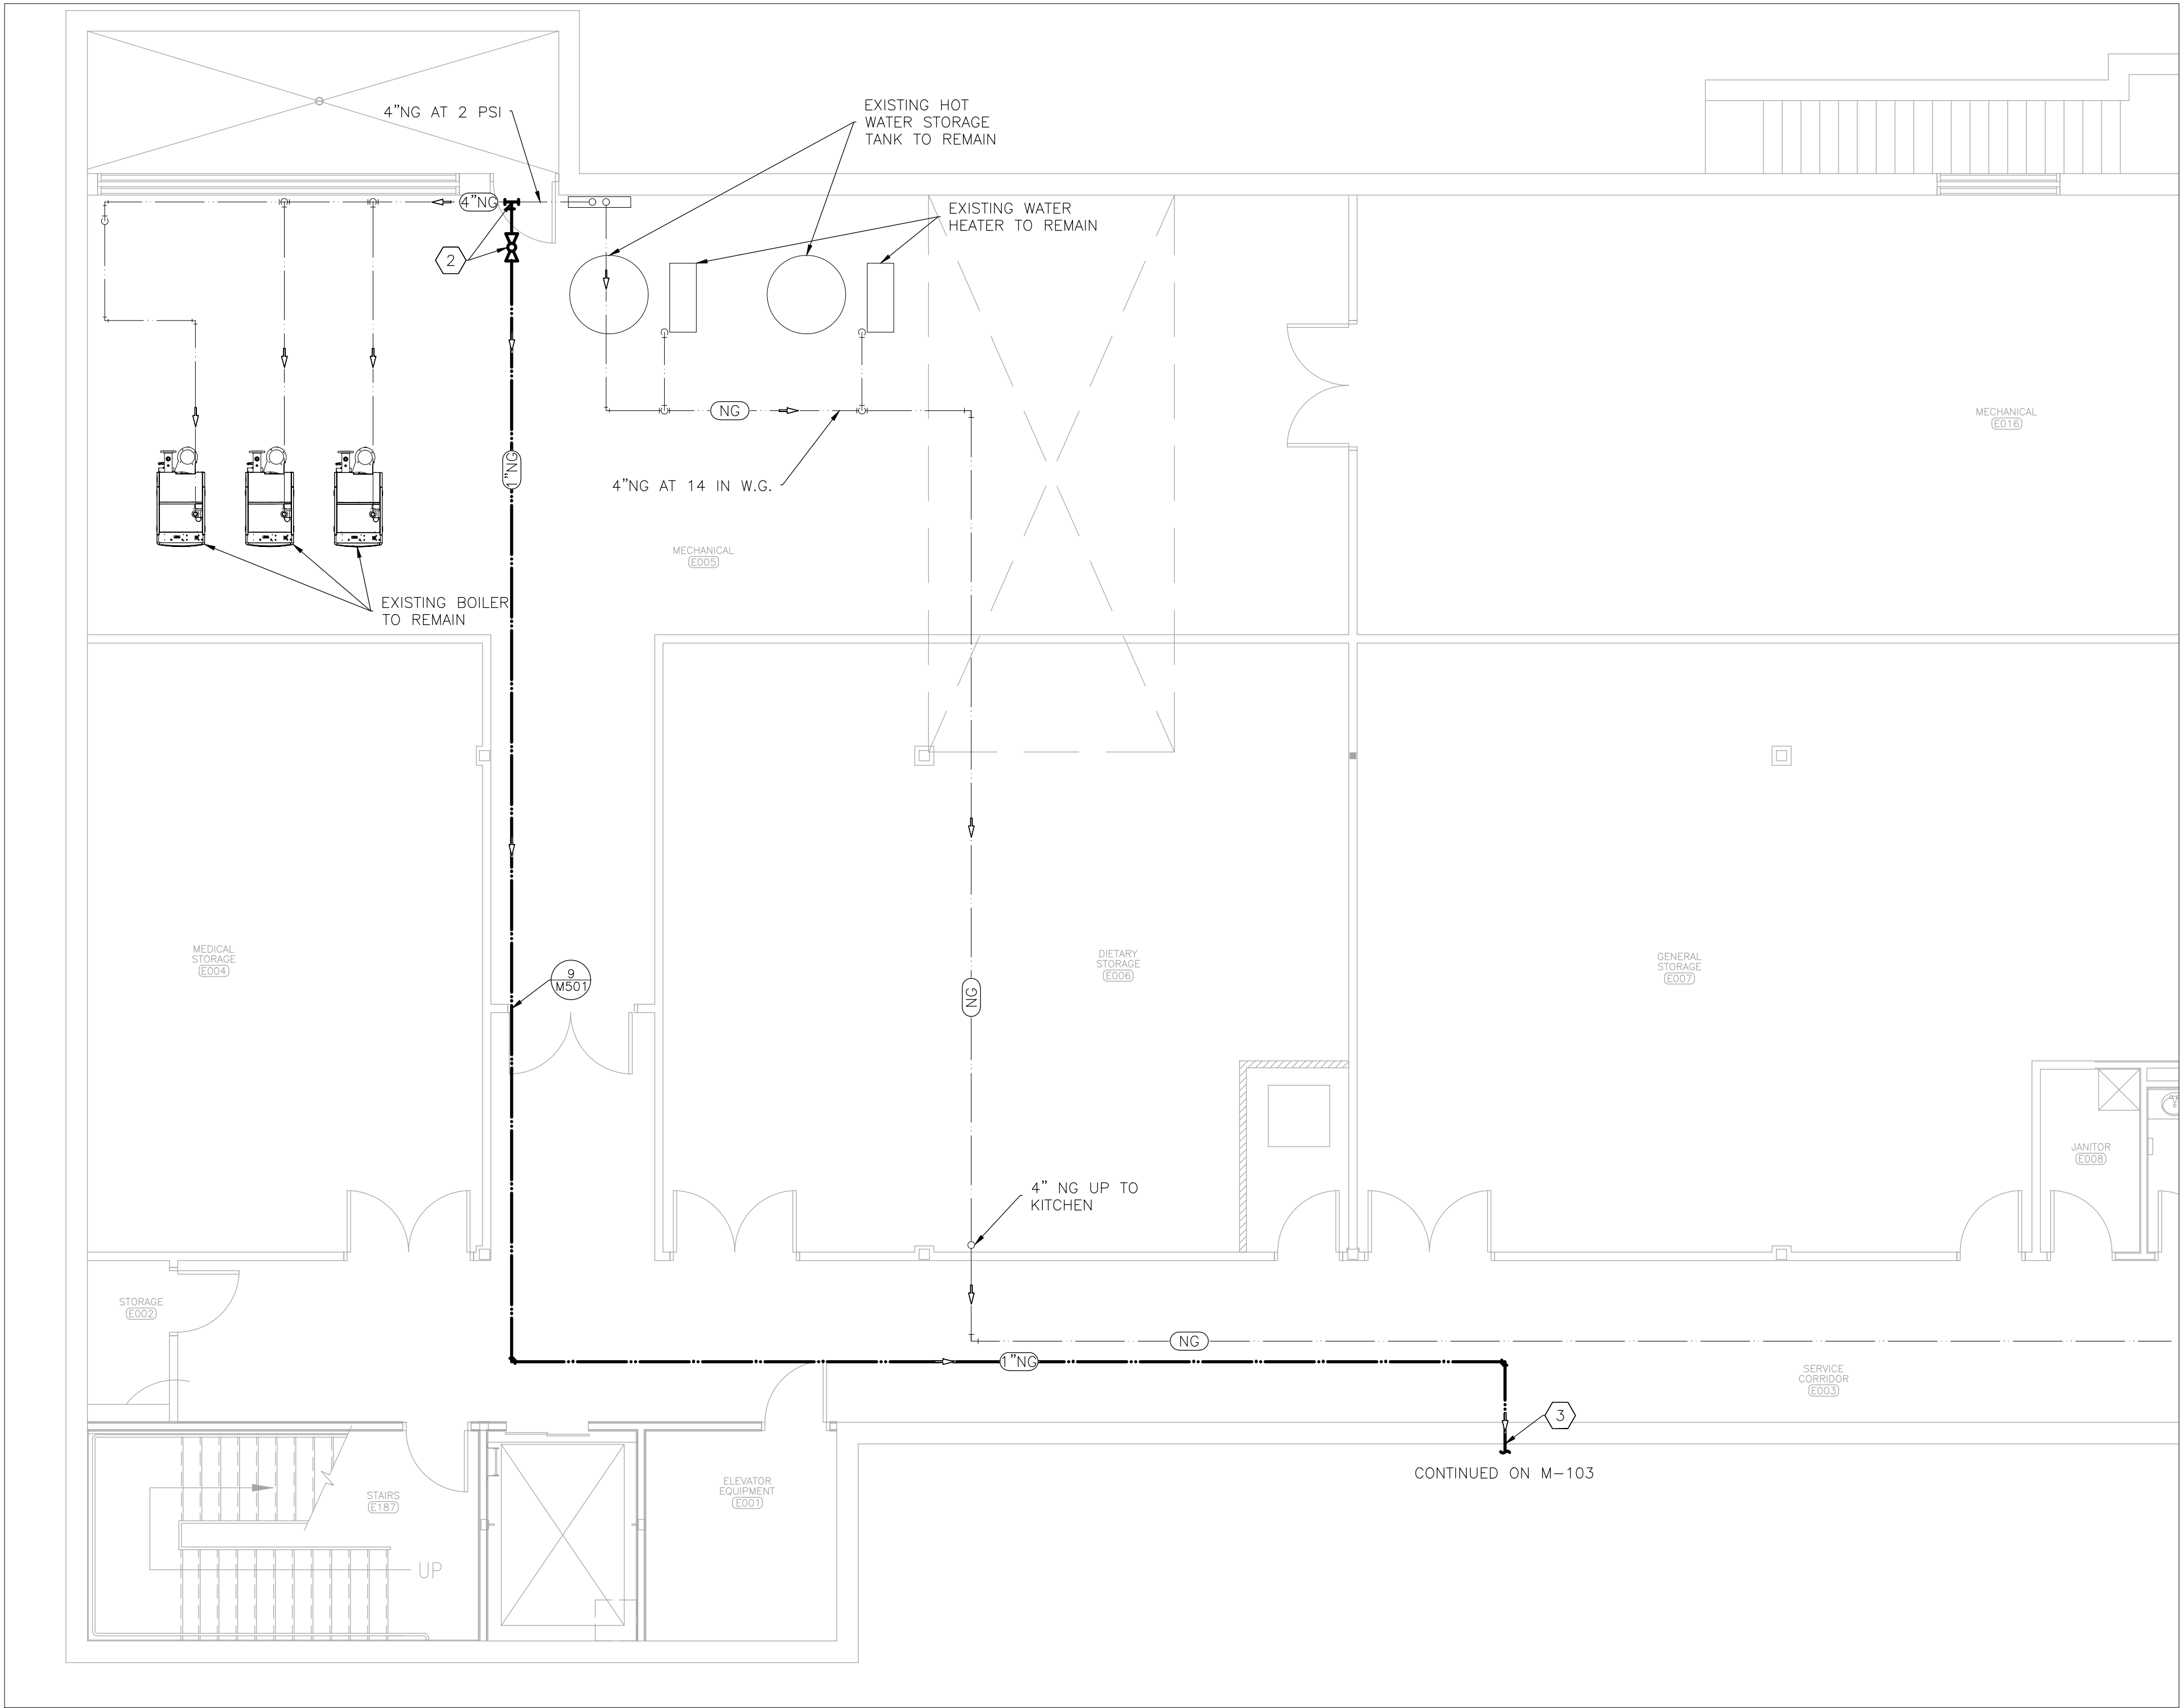 4"NG AT 2 PSI
EXISTING HOT
WATER STORAGE
TANK TO REMAIN
4"NG
EXISTING WATER
HEATER TO REMAIN
2
NG
MECHANICAL
E016
1"NG
4"NG AT 14 IN W.G.
MECHANICAL
E005
EXISTING BOILER
TO REMAIN
MEDICAL
STORAGE
E004
9
M501
DIETARY
STORAGE
E006
GENERAL
STORAGE
E007
NG
JANITOR
E008
4" NG UP TO
KITCHEN
STORAGE
E002
NG
1"NG
SERVICE
CORRIDOR
E003
3
CONTINUED ON M-103
STAIRS
E187
ELEVATOR
EQUIPMENT
E001
UP